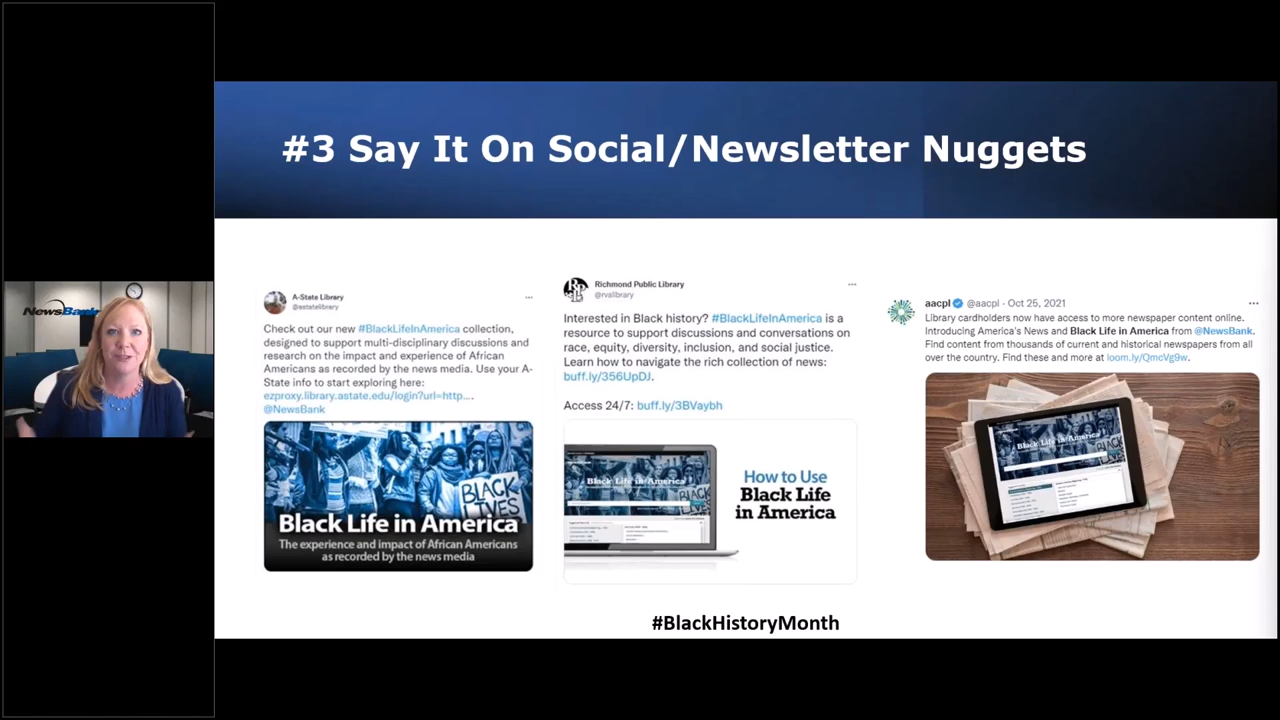 #3 Say It On Social/Newsletter Nuggets
NewsBank
A-State Library
@astatelibrary
Check out our new #BlackLifeInAmerica collection,
designed to support multi-disciplinary discussions and
research on the impact and experience of African
Americans as recorded by the news media. Use your A-
State info to start exploring here:
ezproxy.library.astate.edu/login?url=http....
@NewsBank
BLACK
LIVES
Black Life in America
The experience and impact of African Americans
as recorded by the news media
Richmond Public Library
@rvalibrary
Interested in Black history? #BlackLifeInAmerica is a
resource to support discussions and conversations on
race, equity, diversity, inclusion, and social justice.
Learn how to navigate the rich collection of news:
buff.ly/356UpDJ.
Access 24/7: buff.ly/3BVaybh
Black Life in America
How to Use
Black Life
in America
aacpl @aacpl · Oct 25, 2021
Library cardholders now have access to more newspaper content online.
Introducing America's News and Black Life in America from @NewsBank.
Find content from thousands of current and historical newspapers from all
over the country. Find these and more at loom.ly/QmcVg9w.
Black Life in America
#BlackHistoryMonth